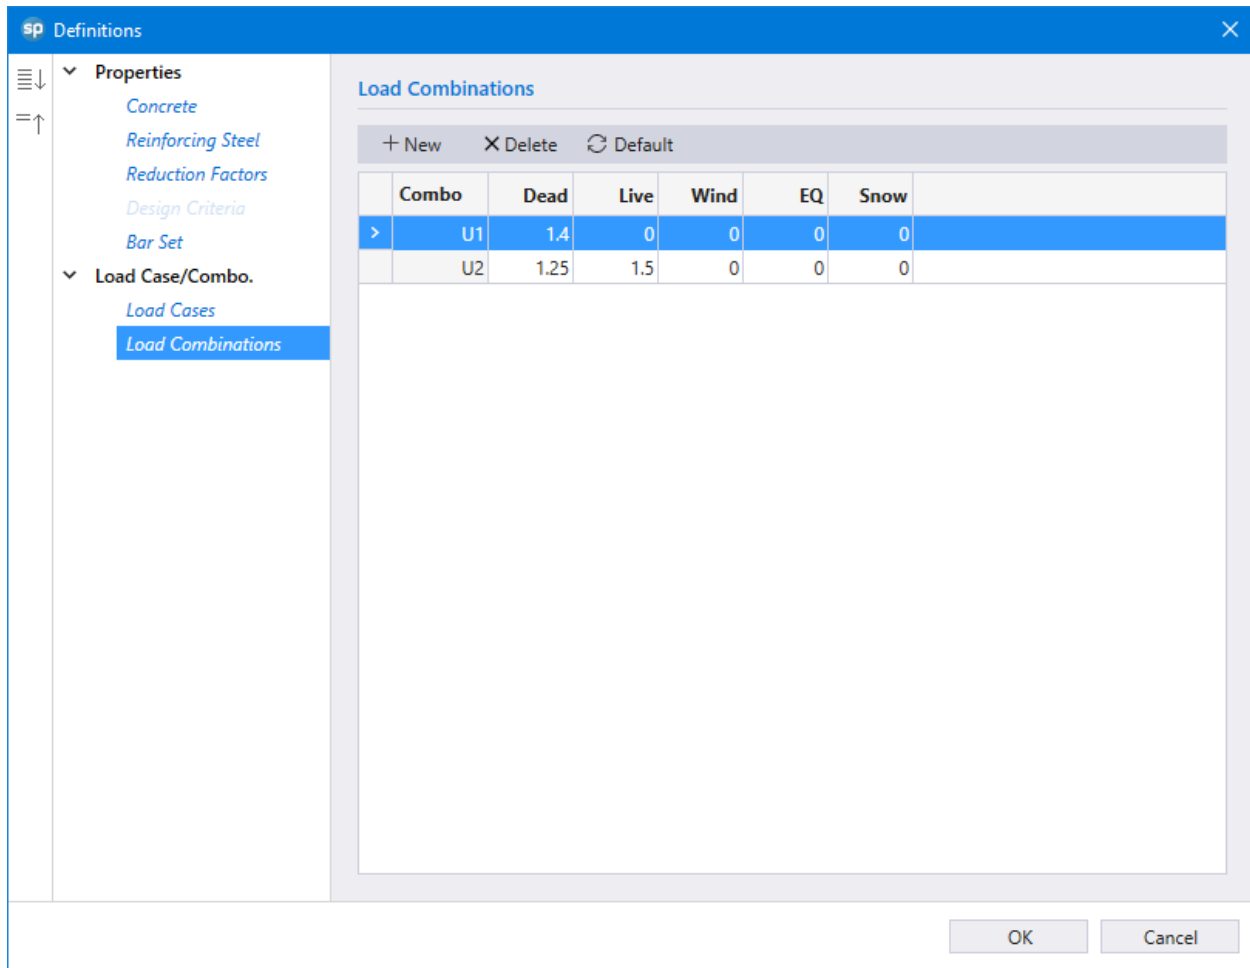 sp Definitions
Properties
Concrete
Reinforcing Steel
Reduction Factors
Design Criteria
Bar Set
Load Case/Combo.
Load Cases
Load Combinations
Load Combinations
New Delete Default
Combo Dead Live Wind EQ Snow
U1 1.4 0 0 0 0
U2 1.25 1.5 0 0 0
OK Cancel